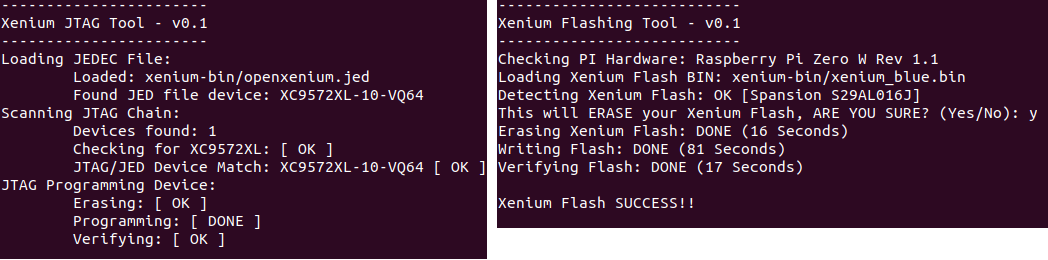 -----------------------
Xenium JTAG Tool - v0.1
-----------------------
Loading JEDEC File:
Loaded: xenium-bin/openxenium.jed
Found JED file device: XC9572XL-10-VQ64
Scanning JTAG Chain:
Devices found: 1
Checking for XC9572XL: [ OK ]
JTAG/JED Device Match: XC9572XL-10-VQ64 [ OK ]
JTAG Programming Device:
Erasing: [ OK ]
Programming: [ DONE ]
Verifying: [ OK ]
---------------------------
Xenium Flashing Tool - v0.1
---------------------------
Checking PI Hardware: Raspberry Pi Zero W Rev 1.1
Loading Xenium Flash BIN: xenium-bin/xenium_blue.bin
Detecting Xenium Flash: OK [Spansion S29AL016J]
This will ERASE your Xenium Flash, ARE YOU SURE? (Yes/No): y
Erasing Xenium Flash: DONE (16 Seconds)
Writing Flash: DONE (81 Seconds)
Verifying Flash: DONE (17 Seconds)
Xenium Flash SUCCESS!!